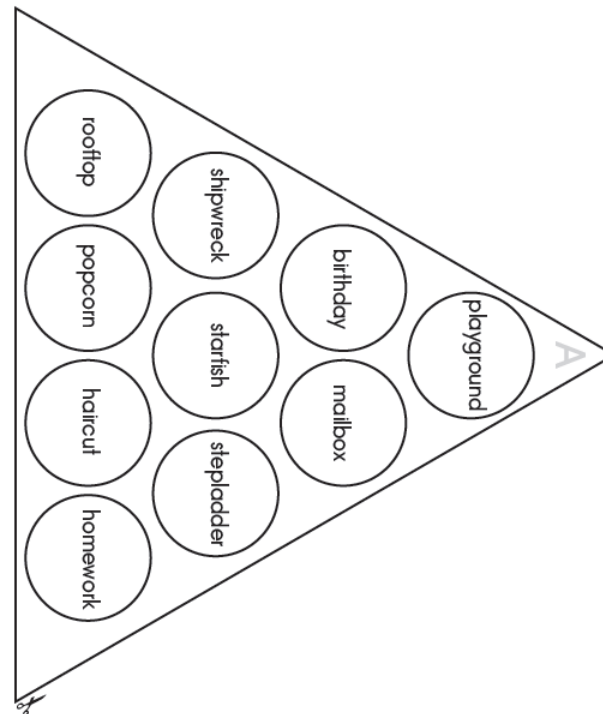 A
playground
birthday mailbox
shipwreck starfish stepladder
rooftop popcorn haircut homework